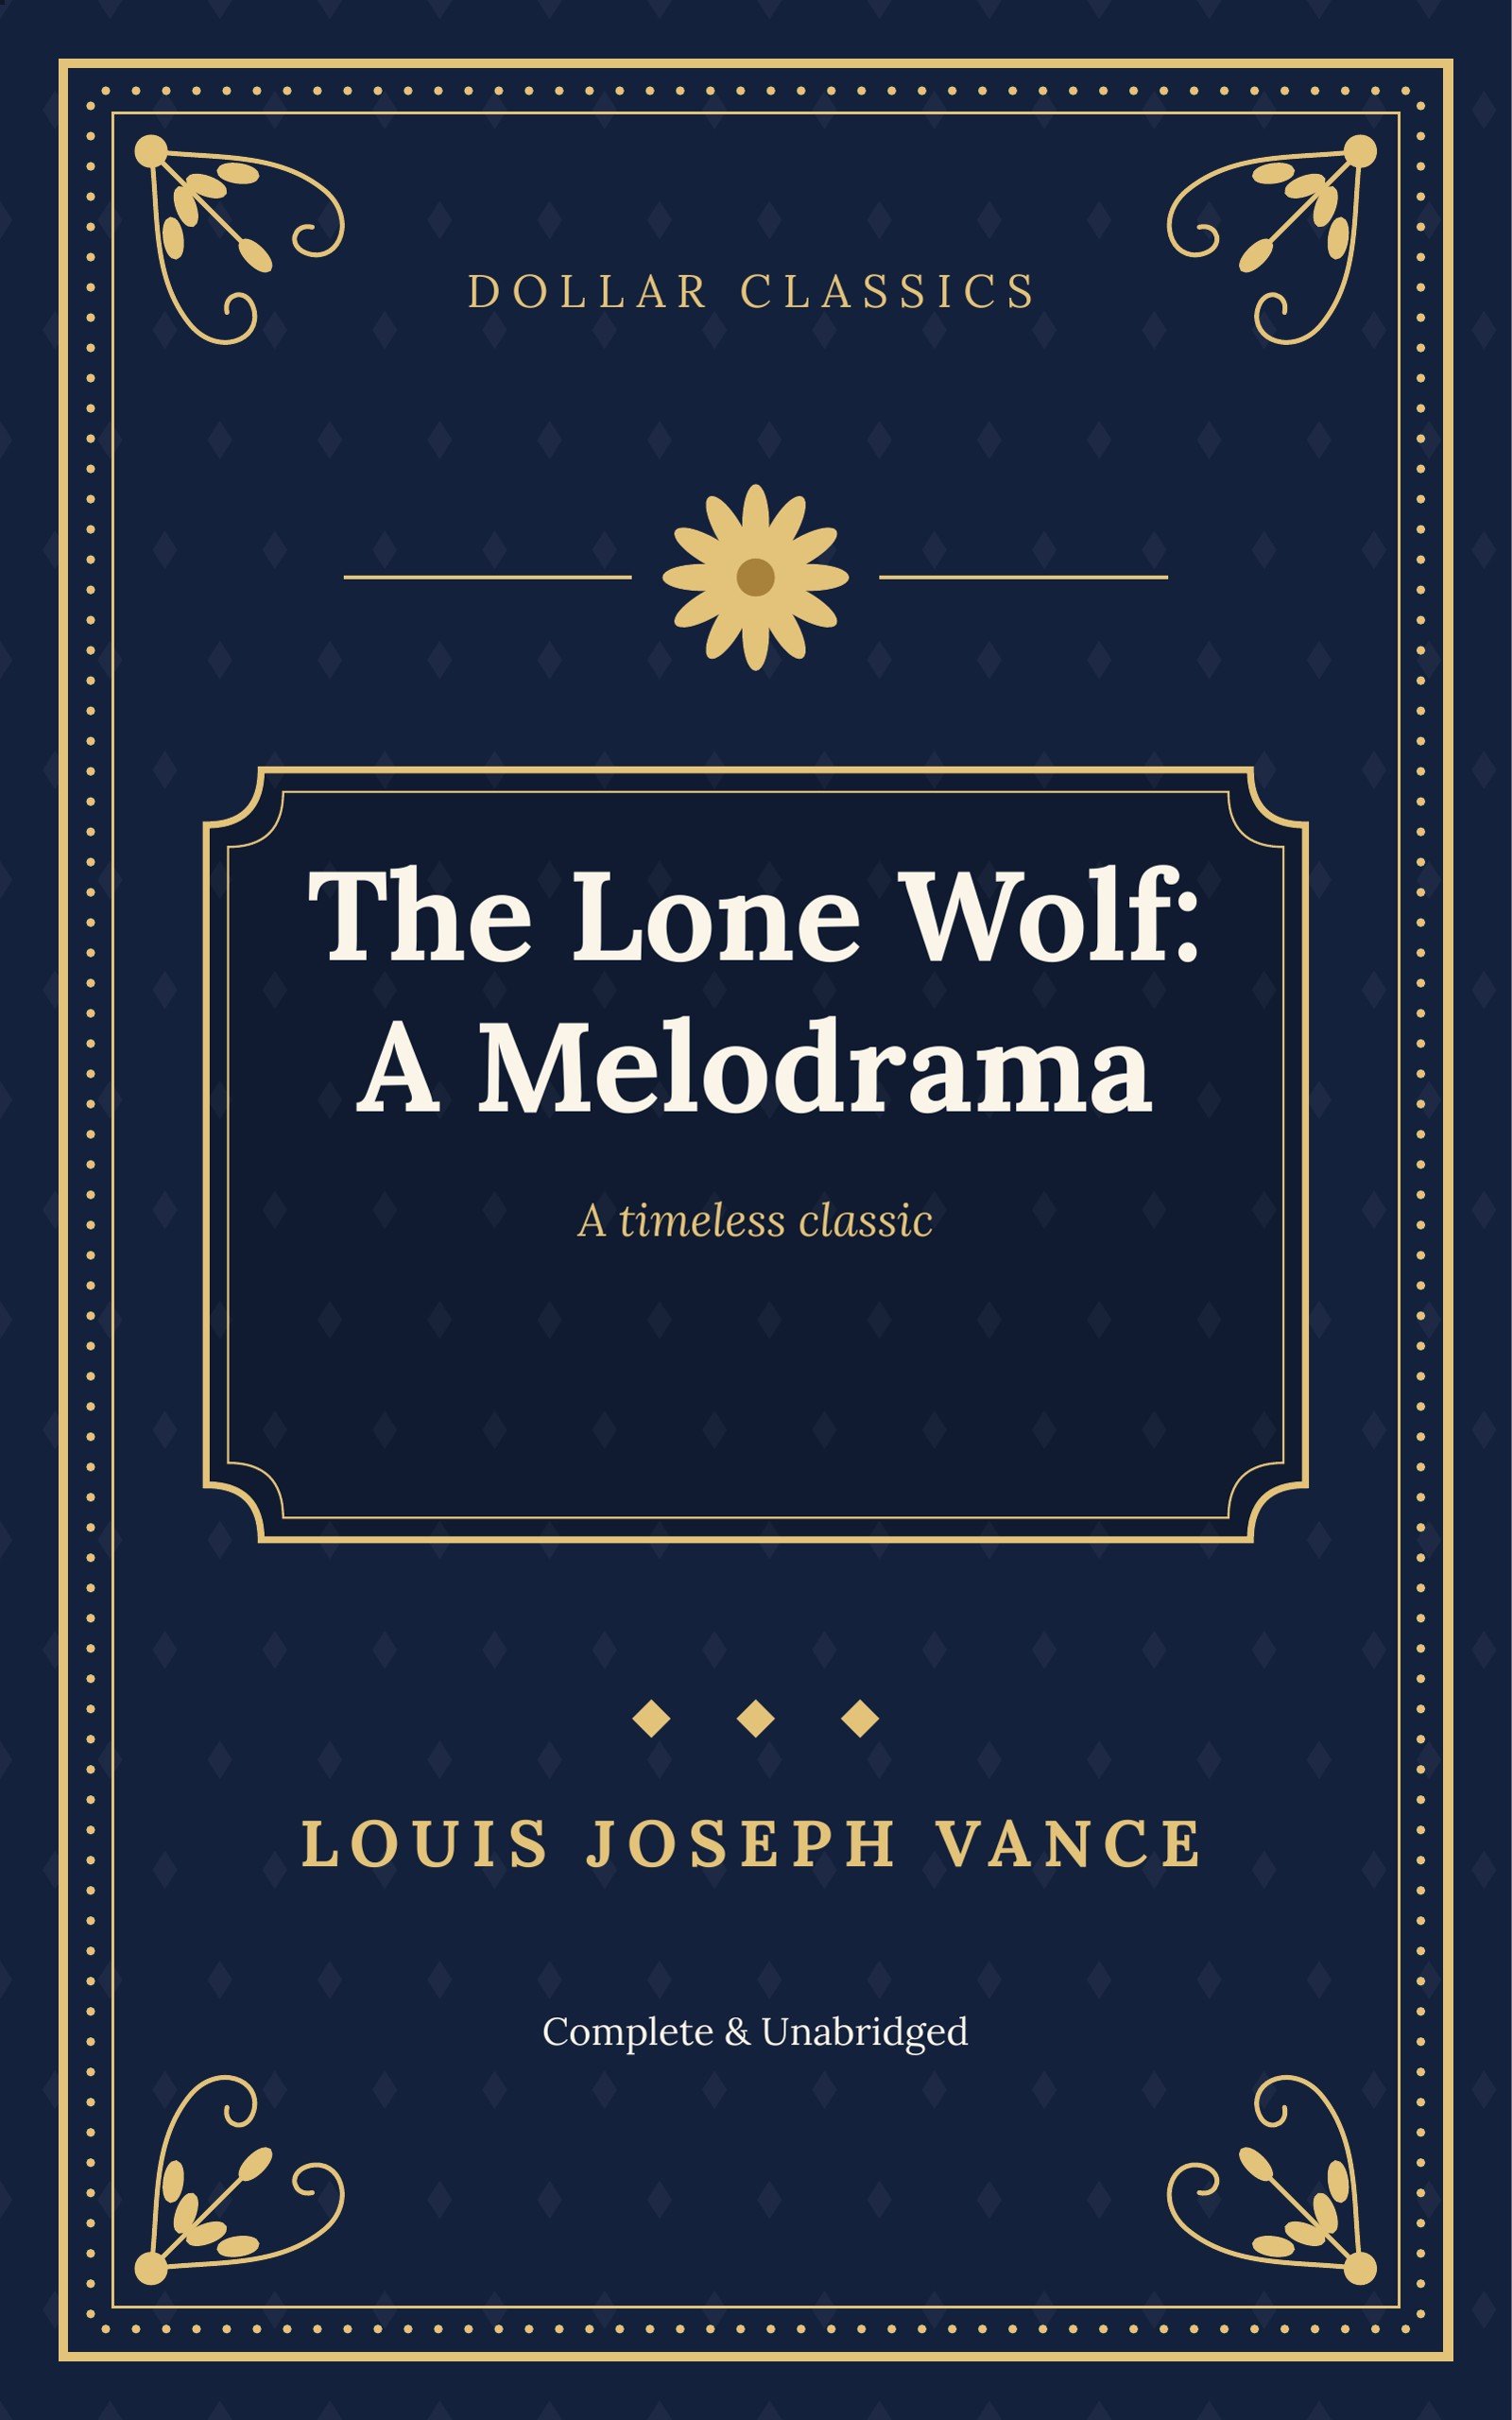 DOLLAR CLASSICS
The Lone Wolf:
A Melodrama
A timeless classic
LOUIS JOSEPH VANCE
Complete & Unabridged